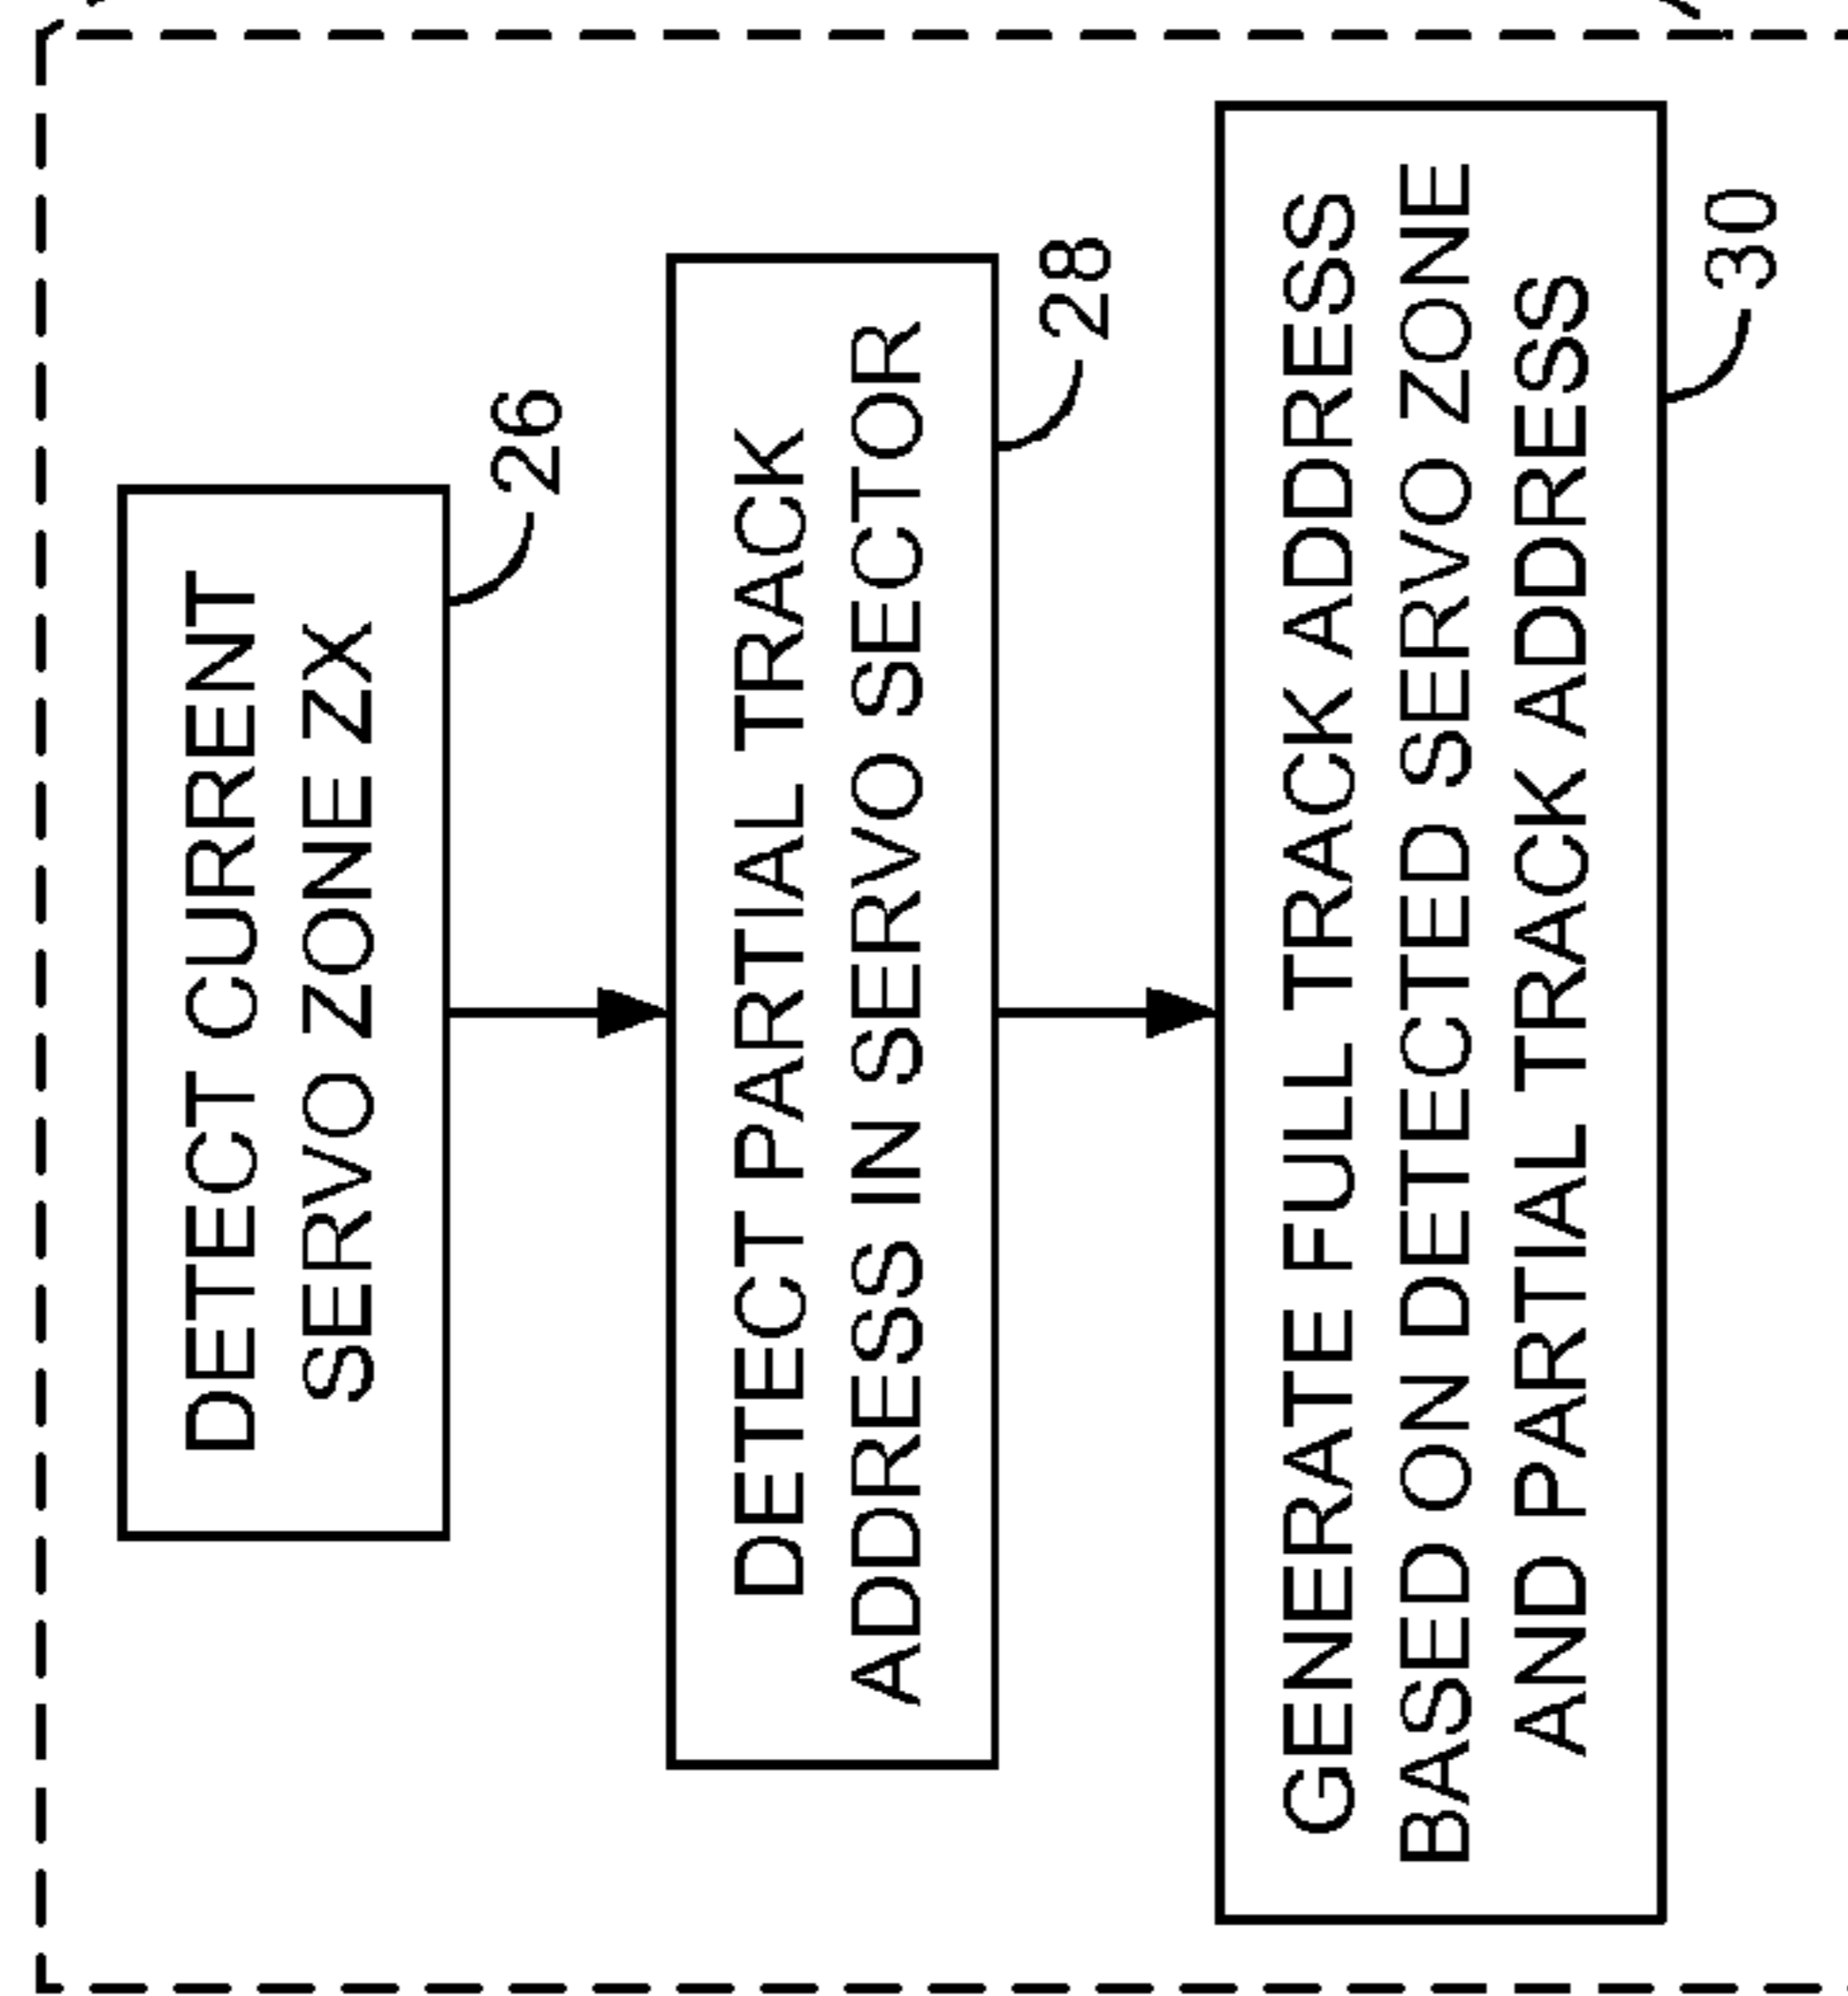 DETECT CURRENT
SERVO ZONE ZX
26
DETECT PARTIAL TRACK
ADDRESS IN SERVO SECTOR
28
GENERATE FULL TRACK ADDRESS
BASED ON DETECTED SERVO ZONE
AND PARTIAL TRACK ADDRESS
30